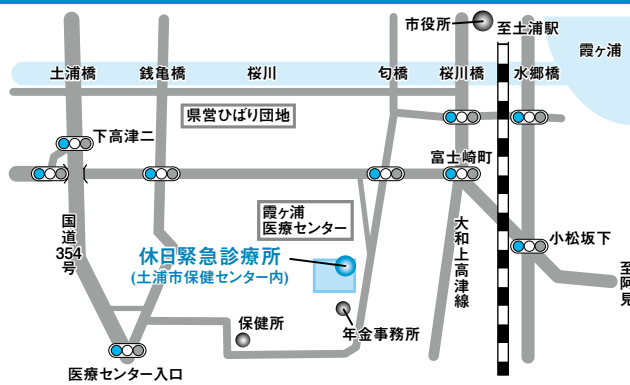 市役所
至土浦駅
霞ヶ浦
土浦橋
銭亀橋
桜川
匂橋
桜川橋
水郷橋
県営ひばり団地
下高津二
富士崎町
霞ヶ浦
医療センター
国道
354
号
休日緊急診療所
(土浦市保健センター内)
大和上高津線
小松坂下
至阿見
保健所
年金事務所
医療センター入口